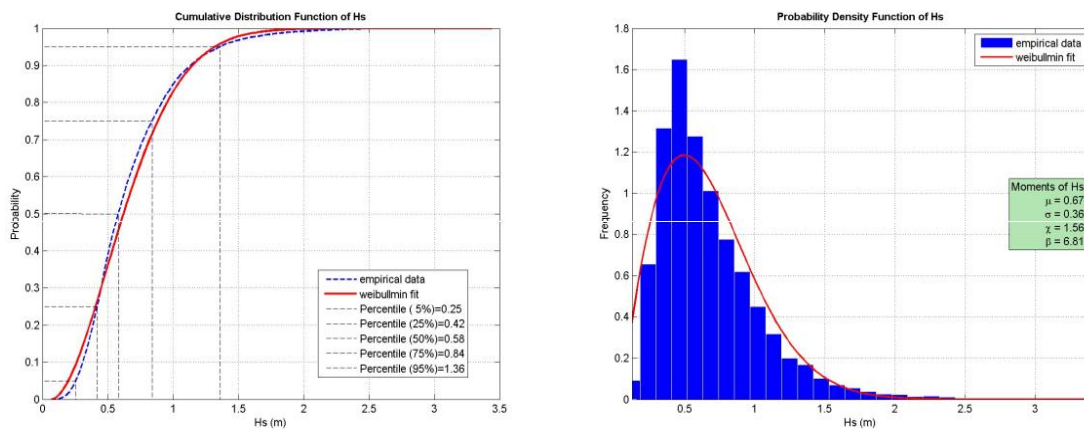 Cumulative Distribution Function of Hs
1
0.9
0.8
0.7
0.6
0.5
0.4
0.3
0.2
0.1
0
Probability
empirical data
weibullmin fit
Percentile ( 5%)=0.25
Percentile (25%)=0.42
Percentile (50%)=0.58
Percentile (75%)=0.84
Percentile (95%)=1.36
0 0.5 1 1.5 2 2.5 3 3.5
Hs (m)
Probability Density Function of Hs
1.8
1.6
1.4
1.2
1
0.8
0.6
0.4
0.2
0
Frequency
empirical data
weibullmin fit
Moments of Hs
μ = 0.67
σ = 0.36
χ = 1.56
β = 6.81
0.5 1 1.5 2 2.5 3
Hs (m)